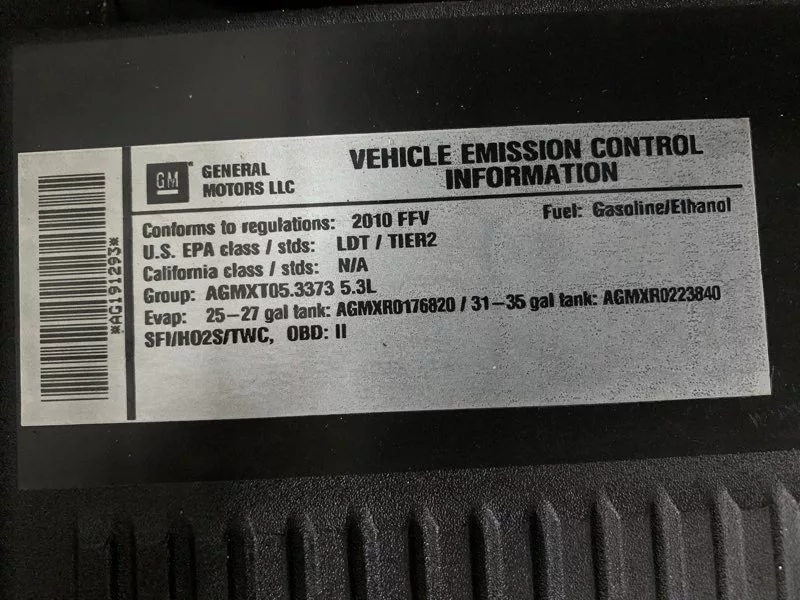 *AG191293*
GM
GENERAL
MOTORS LLC
VEHICLE EMISSION CONTROL
INFORMATION
Conforms to regulations: 2010 FFV
Fuel: Gasoline/Ethanol
U.S. EPA class / stds: LDT / TIER2
California class / stds: N/A
Group: AGMXT05.3373 5.3L
Evap: 25-27 gal tank: AGMXR0176820 / 31-35 gal tank: AGMXR0223840
SFI/HO2S/TWC, OBD: II